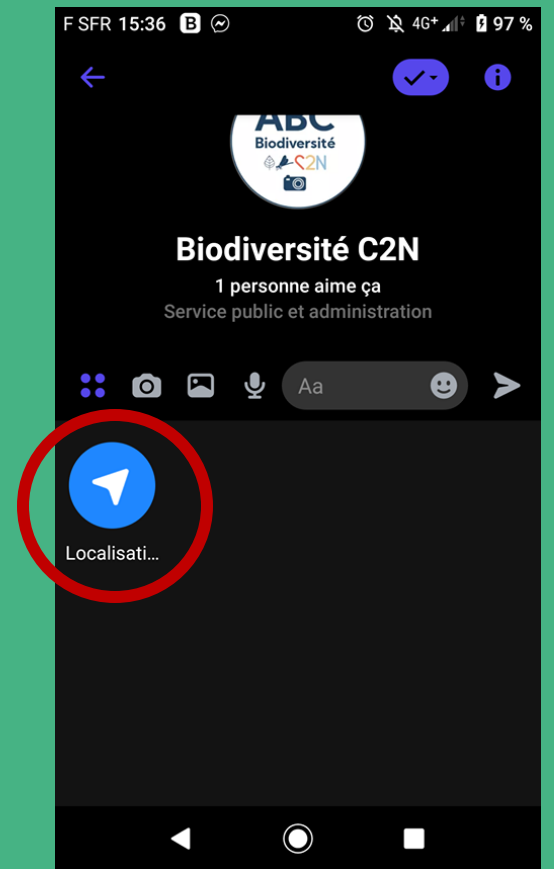 F SFR 15:36 B 4G+ 97 %
ABC
Biodiversité
C2N
Biodiversité C2N
1 personne aime ça
Service public et administration
Aa
Localisati...